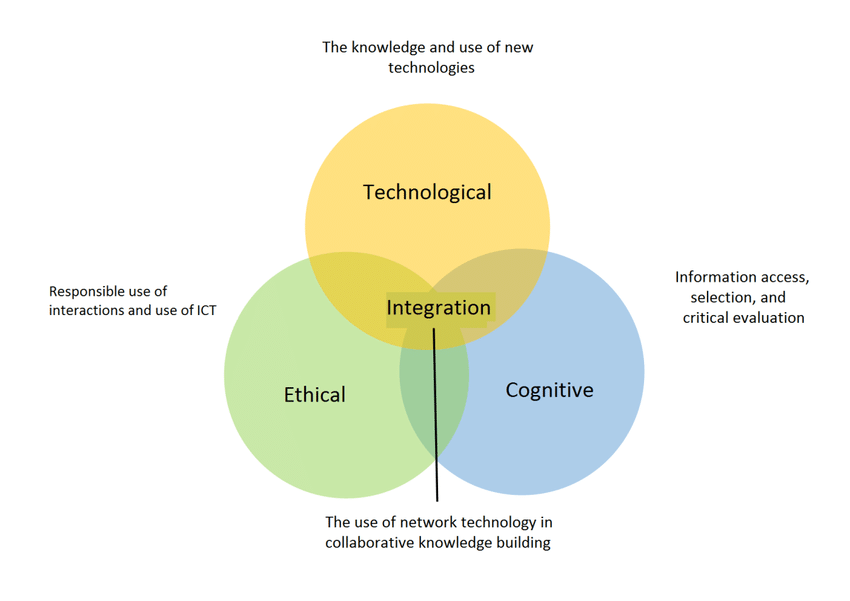 The knowledge and use of new
technologies
Technological
Responsible use of
interactions and use of ICT
Integration
Information access,
selection, and
critical evaluation
Ethical
Cognitive
The use of network technology in
collaborative knowledge building